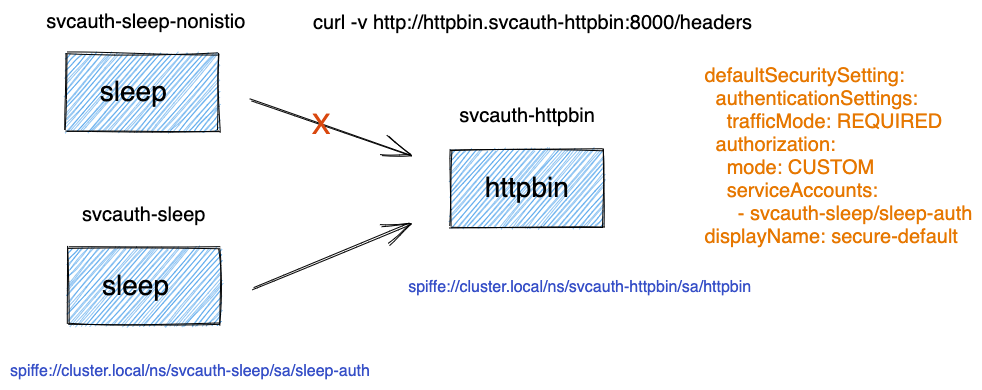 svcauth-sleep-nonistio
curl -v http://httpbin.svcauth-httpbin:8000/headers
sleep
X
svcauth-httpbin
httpbin
defaultSecuritySetting:
authenticationSettings:
trafficMode: REQUIRED
authorization:
mode: CUSTOM
serviceAccounts:
- svcauth-sleep/sleep-auth
displayName: secure-default
svcauth-sleep
sleep
spiffe://cluster.local/ns/svcauth-httpbin/sa/httpbin
spiffe://cluster.local/ns/svcauth-sleep/sa/sleep-auth